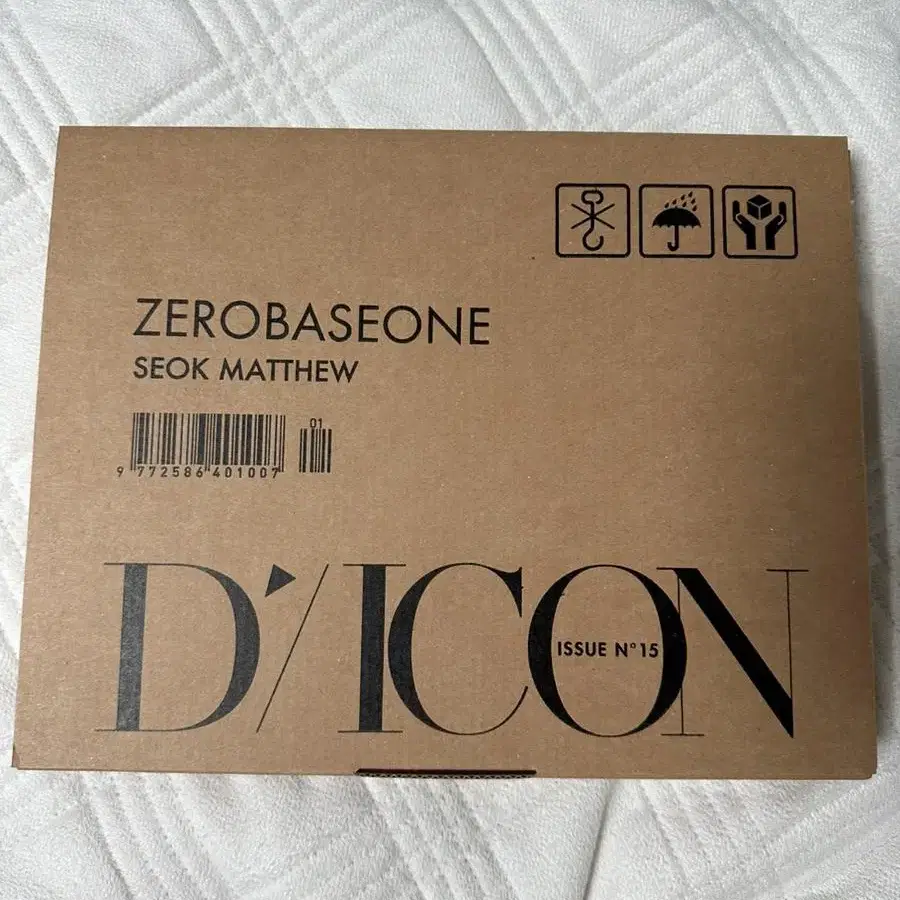 ZEROBASEONE
SEOK MATTHEW
01
9 772586 401007
D'/ICON
ISSUE N°15